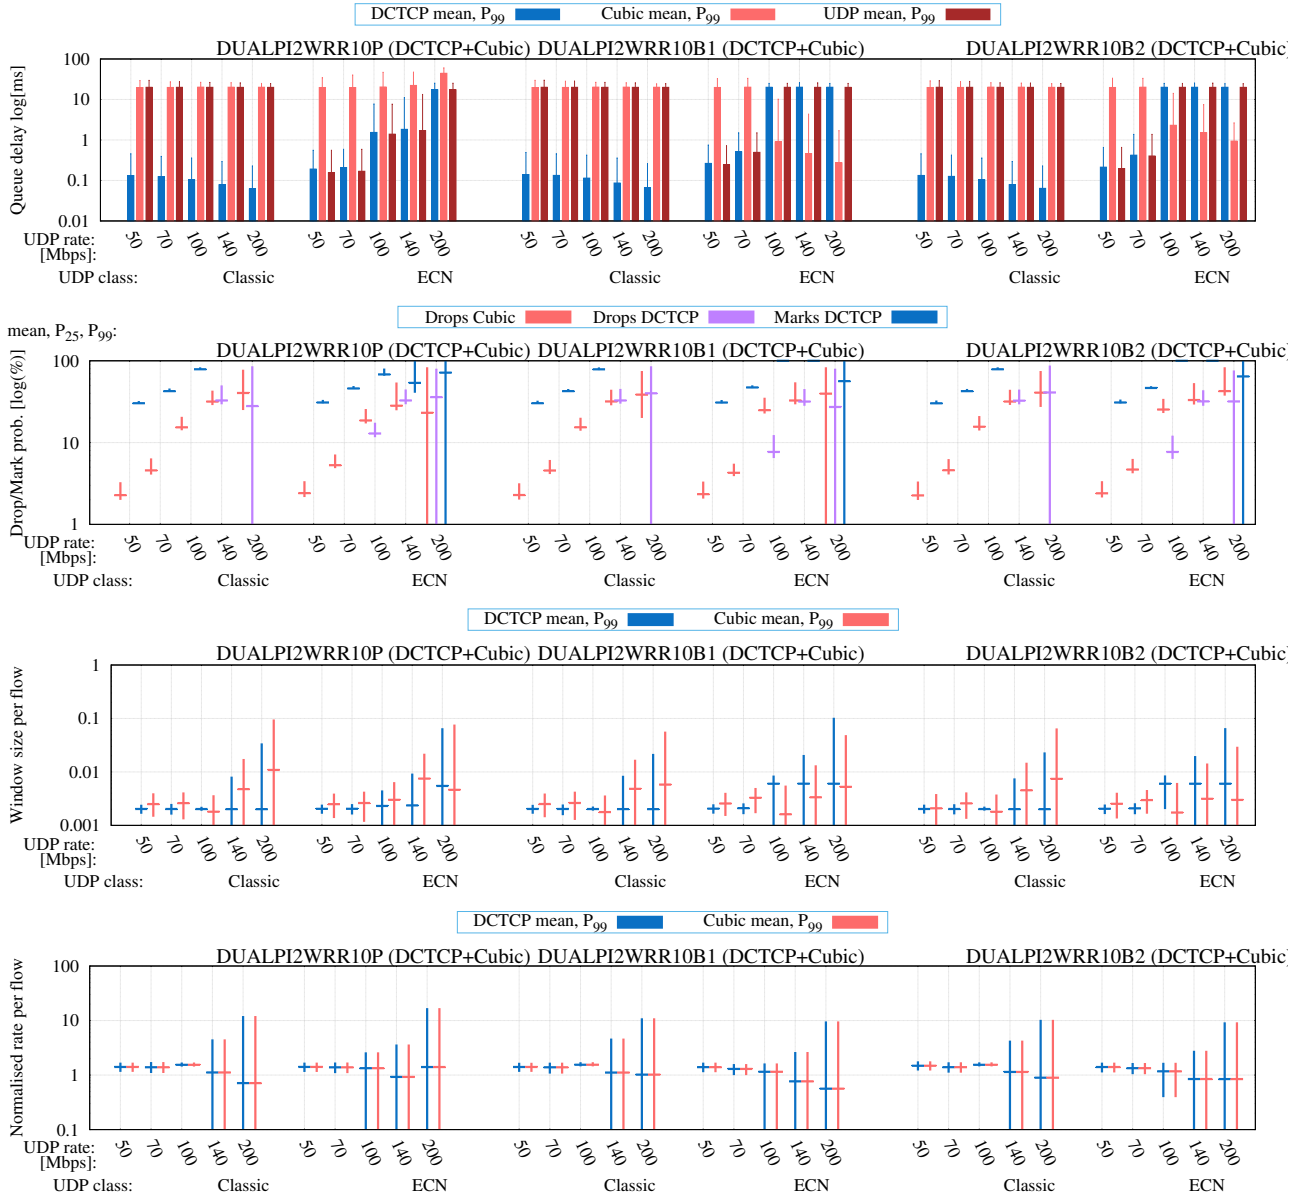 DCTCP mean, P99 Cubic mean, P99 UDP mean, P99
DUALPI2WRR10P (DCTCP+Cubic) DUALPI2WRR10B1 (DCTCP+Cubic) DUALPI2WRR10B2 (DCTCP+Cubic)
Queue delay log[ms]
100
10
1
0.1
0.01
UDP rate:
[Mbps]:
50 70 100 140 200 50 70 100 140 200 50 70 100 140 200 50 70 100 140 200 50 70 100 140 200 50 70 100 140 200
UDP class: Classic ECN Classic ECN Classic ECN
mean, P25, P99:
Drops Cubic Drops DCTCP Marks DCTCP
DUALPI2WRR10P (DCTCP+Cubic) DUALPI2WRR10B1 (DCTCP+Cubic) DUALPI2WRR10B2 (DCTCP+Cubic)
Drop/Mark prob. [log(%)]
100
10
1
UDP rate:
[Mbps]:
50 70 100 140 200 50 70 100 140 200 50 70 100 140 200 50 70 100 140 200 50 70 100 140 200 50 70 100 140 200
UDP class: Classic ECN Classic ECN Classic ECN
DCTCP mean, P99 Cubic mean, P99
DUALPI2WRR10P (DCTCP+Cubic) DUALPI2WRR10B1 (DCTCP+Cubic) DUALPI2WRR10B2 (DCTCP+Cubic)
Window size per flow
1
0.1
0.01
0.001
UDP rate:
[Mbps]:
50 70 100 140 200 50 70 100 140 200 50 70 100 140 200 50 70 100 140 200 50 70 100 140 200 50 70 100 140 200
UDP class: Classic ECN Classic ECN Classic ECN
DCTCP mean, P99 Cubic mean, P99
DUALPI2WRR10P (DCTCP+Cubic) DUALPI2WRR10B1 (DCTCP+Cubic) DUALPI2WRR10B2 (DCTCP+Cubic)
Normalised rate per flow
100
10
1
0.1
UDP rate:
[Mbps]:
50 70 100 140 200 50 70 100 140 200 50 70 100 140 200 50 70 100 140 200 50 70 100 140 200 50 70 100 140 200
UDP class: Classic ECN Classic ECN Classic ECN